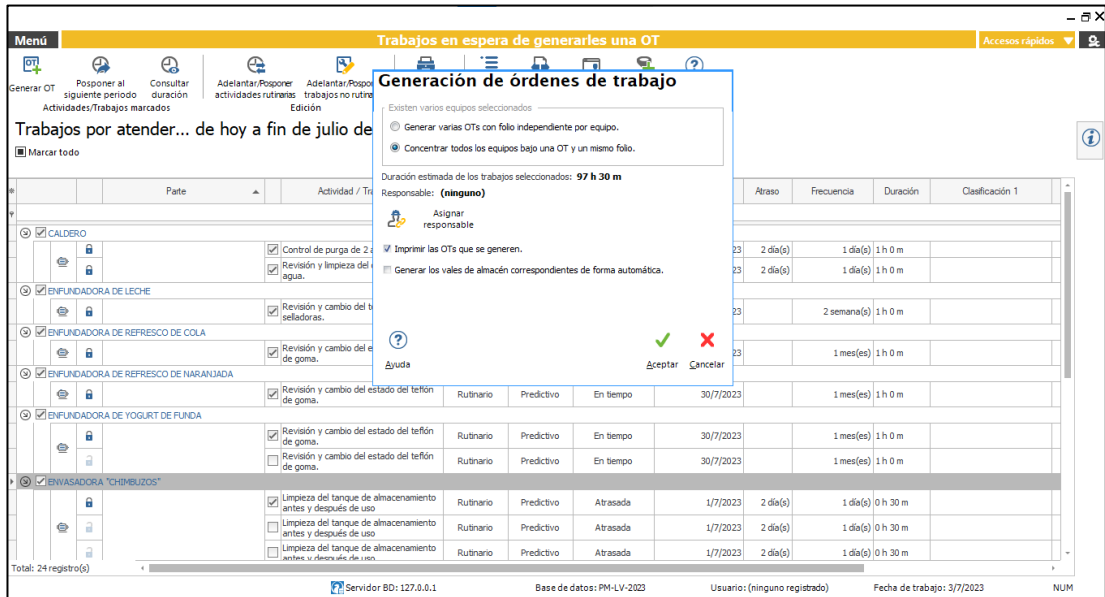 Menú
Trabajos en espera de generarles una OT
Accesos rápidos
OT
Generar OT
Posponer al siguiente periodo
Consultar duración
Actividades/Trabajos marcados
Adelantar/Posponer actividades rutinarias
Adelantar/Pospon trabajos no rutina
Edición
Trabajos por atender... de hoy a fin de julio de
Marcar todo
Generación de órdenes de trabajo
Existen varios equipos seleccionados
Generar varias OTs con folio independiente por equipo.
Concentrar todos los equipos bajo una OT y un mismo folio.
Duración estimada de los trabajos seleccionados: 97 h 30 m
Responsable: (ninguno)
Asignar responsable
Imprimir las OTs que se generen.
Generar los vales de almacén correspondientes de forma automática.
Ayuda
Aceptar
Cancelar
Parte
Actividad / Tra
Atraso
Frecuencia
Duración
Clasificación 1
CALDERO
Control de purga de 2 a
23 2 día(s) 1 día(s) 1 h 0 m
Revisión y limpieza del
agua.
23 2 día(s) 1 día(s) 1 h 0 m
ENFUNDADORA DE LECHE
Revisión y cambio del t
selladoras.
23 2 semana(s) 1 h 0 m
ENFUNDADORA DE REFRESCO DE COLA
Revisión y cambio del e
de goma.
23 1 mes(es) 1 h 0 m
ENFUNDADORA DE REFRESCO DE NARANJADA
Revisión y cambio del estado del teflón
de goma.
Rutinario Predictivo En tiempo 30/7/2023 1 mes(es) 1 h 0 m
ENFUNDADORA DE YOGURT DE FUNDA
Revisión y cambio del estado del teflón
de goma.
Rutinario Predictivo En tiempo 30/7/2023 1 mes(es) 1 h 0 m
Revisión y cambio del estado del teflón
de goma.
Rutinario Predictivo En tiempo 30/7/2023 1 mes(es) 1 h 0 m
ENVASADORA "CHIMBUZOS"
Limpieza del tanque de almacenamiento
antes y después de uso
Rutinario Predictivo Atrasada 1/7/2023 2 día(s) 1 día(s) 0 h 30 m
Limpieza del tanque de almacenamiento
antes y después de uso
Rutinario Predictivo Atrasada 1/7/2023 2 día(s) 1 día(s) 0 h 30 m
Limpieza del tanque de almacenamiento
antes y después de uso
Rutinario Predictivo Atrasada 1/7/2023 2 día(s) 1 día(s) 0 h 30 m
Total: 24 registro(s)
Servidor BD: 127.0.0.1
Base de datos: PM-LV-2023
Usuario: (ninguno registrado)
Fecha de trabajo: 3/7/2023
NUM